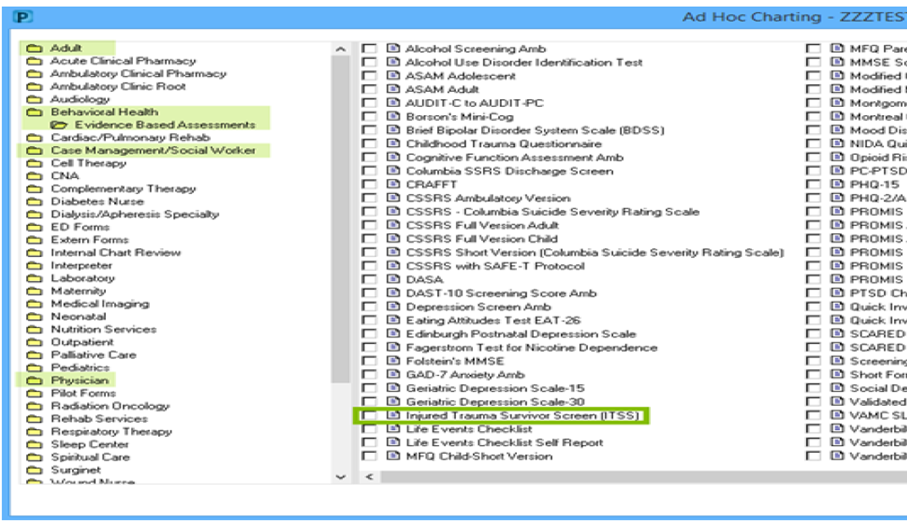 P
Ad Hoc Charting - ZZZTEST
Adult
Acute Clinical Pharmacy
Ambulatory Clinical Pharmacy
Ambulatory Clinic Root
Audiology
Behavioral Health
Evidence Based Assessments
Cardiac/Pulmonary Rehab
Case Management/Social Worker
Cell Therapy
CNA
Complementary Therapy
Diabetes Nurse
Dialysis/Apheresis Specialty
ED Forms
Extern Forms
Internal Chart Review
Interpreter
Laboratory
Maternity
Medical Imaging
Neonatal
Nutrition Services
Outpatient
Palliative Care
Pediatrics
Physician
Pilot Forms
Radiation Oncology
Rehab Services
Respiratory Therapy
Sleep Center
Spiritual Care
Surginet
Wound Nurse
Alcohol Screening Amb
Alcohol Use Disorder Identification Test
ASAM Adolescent
ASAM Adult
AUDIT-C to AUDIT-PC
Borson's Mini-Cog
Brief Bipolar Disorder System Scale (BDSS)
Childhood Trauma Questionnaire
Cognitive Function Assessment Amb
Columbia SSRS Discharge Screen
CRAFFT
CSSRS Ambulatory Version
CSSRS - Columbia Suicide Severity Rating Scale
CSSRS Full Version Adult
CSSRS Full Version Child
CSSRS Short Version (Columbia Suicide Severity Rating Scale)
CSSRS with SAFE-T Protocol
DASA
DAST-10 Screening Score Amb
Depression Screen Amb
Eating Attitudes Test EAT-26
Edinburgh Postnatal Depression Scale
Fagerstrom Test for Nicotine Dependence
Folstein's MMSE
GAD-7 Anxiety Amb
Geriatric Depression Scale-15
Geriatric Depression Scale-30
Injured Trauma Survivor Screen (ITSS)
Life Events Checklist
Life Events Checklist Self Report
MFQ Child-Short Version
MFQ Pare
MMSE Sc
Modified
Modified
Montgom
Montreal
Mood Dis
NIDA Qui
Opioid Ri
PC-PTSD
PHQ-15
PHQ-2/A
PROMIS
PROMIS
PROMIS
PROMIS
PROMIS
PROMIS
PTSD Ch
Quick Inv
Quick Inv
SCARED
SCARED
Screening
Short For
Social De
Validated
VAMC SL
Vanderbil
Vanderbil
Vanderbil